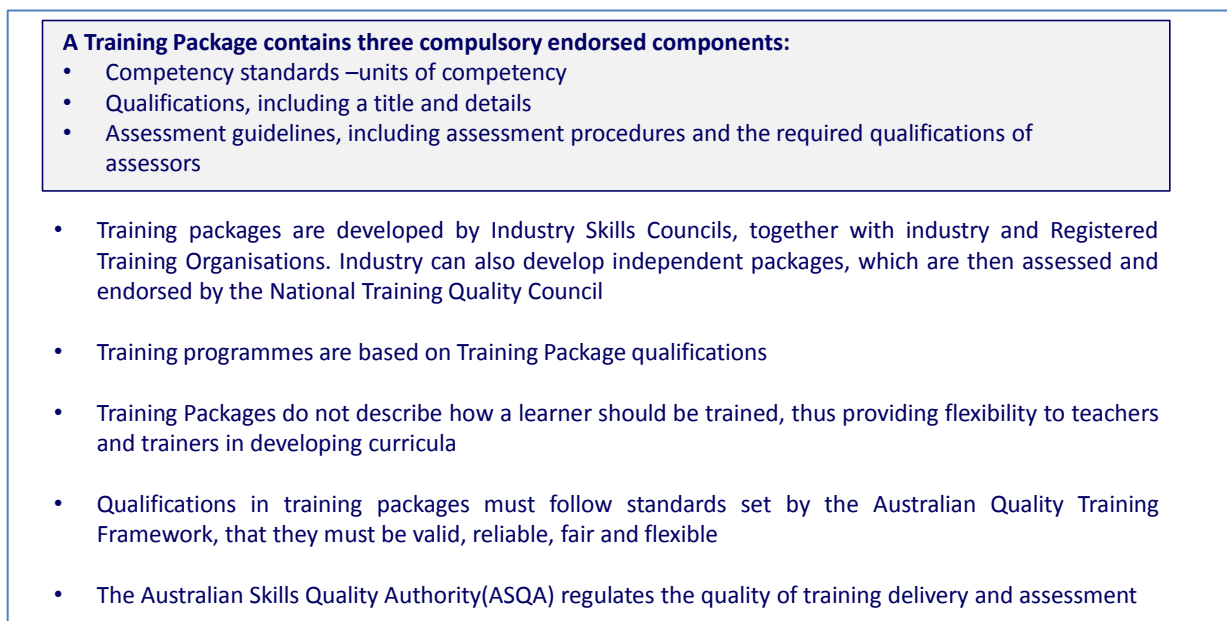 A Training Package contains three compulsory endorsed components:
• Competency standards –units of competency
• Qualifications, including a title and details
• Assessment guidelines, including assessment procedures and the required qualifications of
assessors
• Training packages are developed by Industry Skills Councils, together with industry and Registered
Training Organisations. Industry can also develop independent packages, which are then assessed and
endorsed by the National Training Quality Council
• Training programmes are based on Training Package qualifications
• Training Packages do not describe how a learner should be trained, thus providing flexibility to teachers
and trainers in developing curricula
• Qualifications in training packages must follow standards set by the Australian Quality Training
Framework, that they must be valid, reliable, fair and flexible
• The Australian Skills Quality Authority(ASQA) regulates the quality of training delivery and assessment